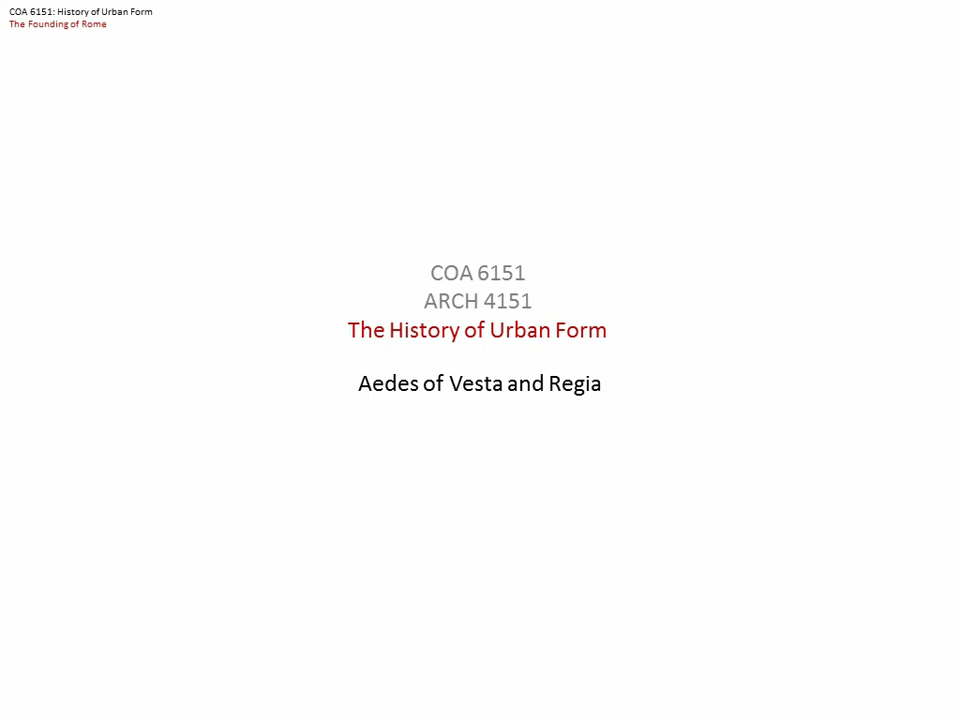 COA 6151: History of Urban Form
The Founding of Rome
COA 6151
ARCH 4151
The History of Urban Form
Aedes of Vesta and Regia